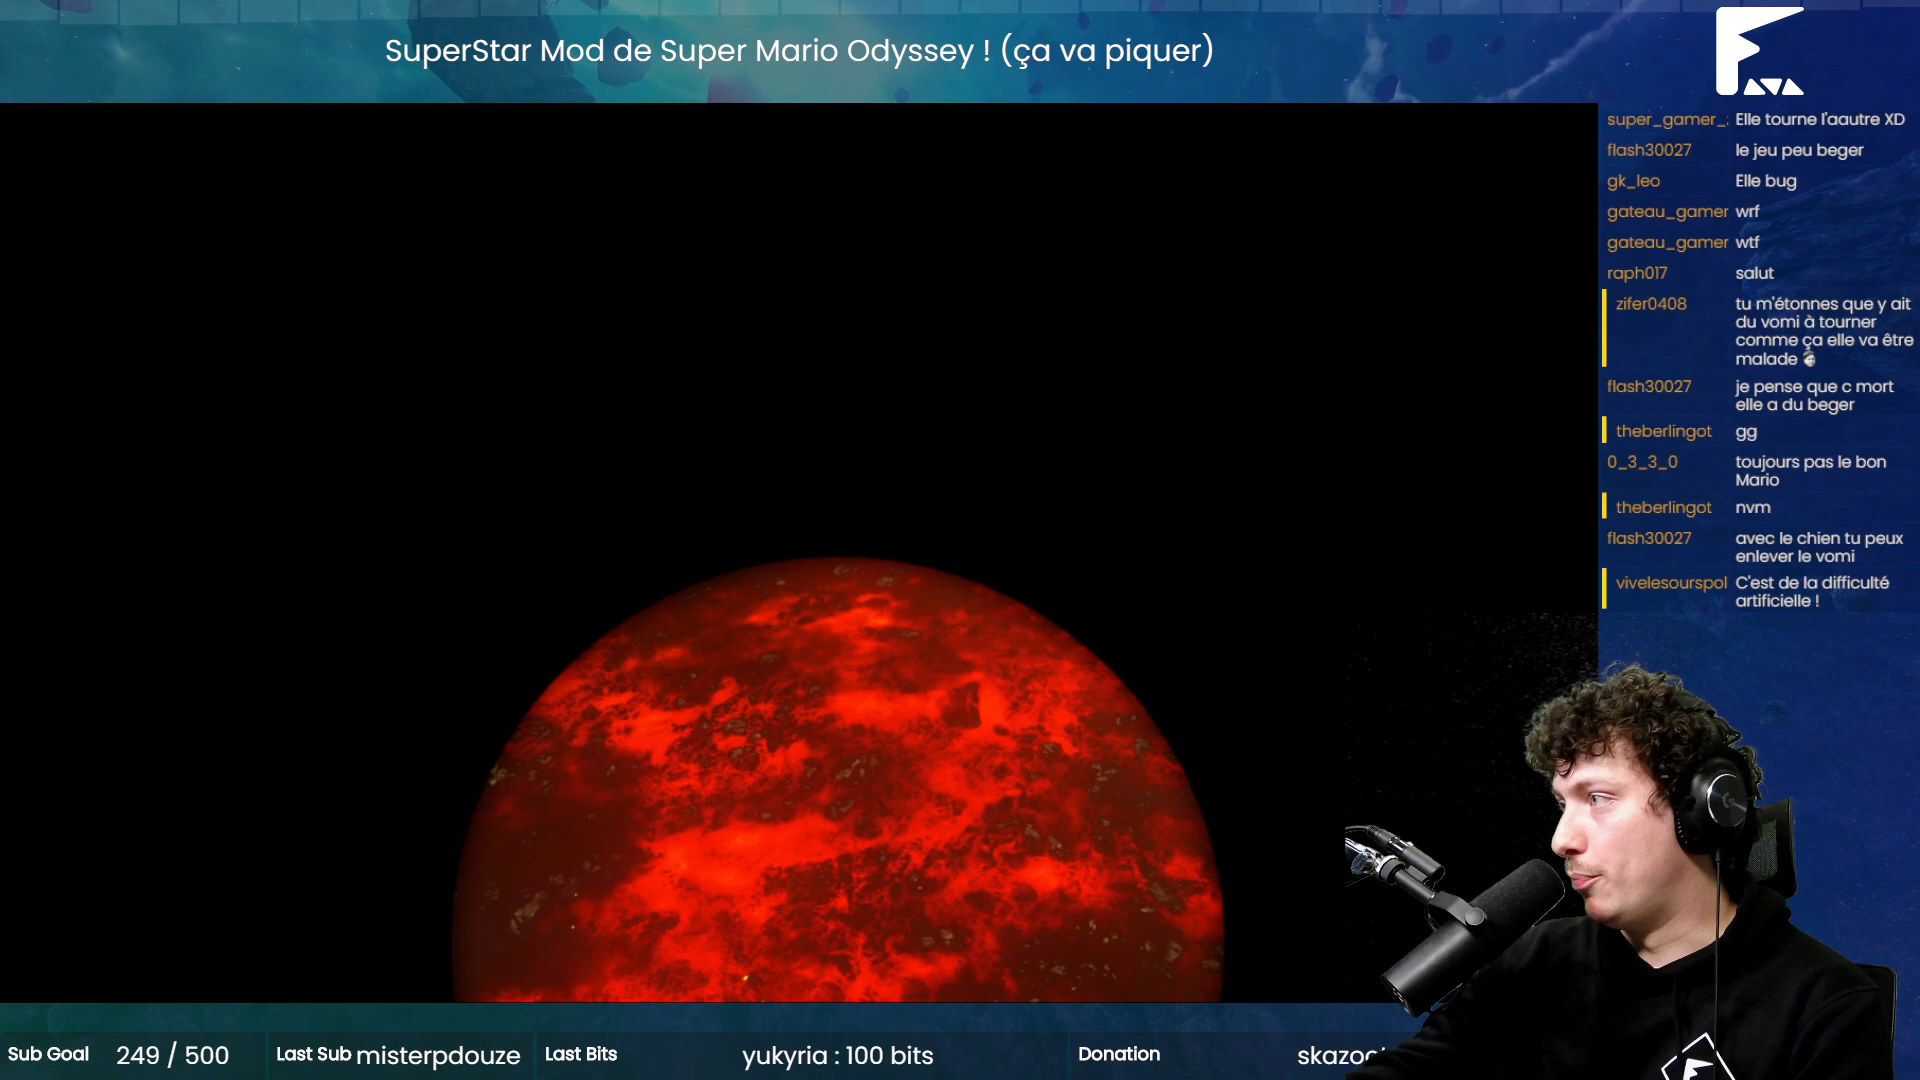 SuperStar Mod de Super Mario Odyssey ! (ça va piquer)
super_gamer_ Elle tourne l'aautre XD
flash30027 le jeu peu beger
gk_leo Elle bug
gateau_gamer wrf
gateau_gamer wtf
raph017 salut
zifer0408 tu m'étonnes que y ait
du vomi à tourner
comme ça elle va être
malade
flash30027 je pense que c mort
elle a du beger
theberlingot gg
0_3_3_0 toujours pas le bon
Mario
theberlingot nvm
flash30027 avec le chien tu peux
enlever le vomi
vivelesourspol C'est de la difficulté
artificielle !
Sub Goal 249 / 500 Last Sub misterpdouze Last Bits yukyria : 100 bits Donation